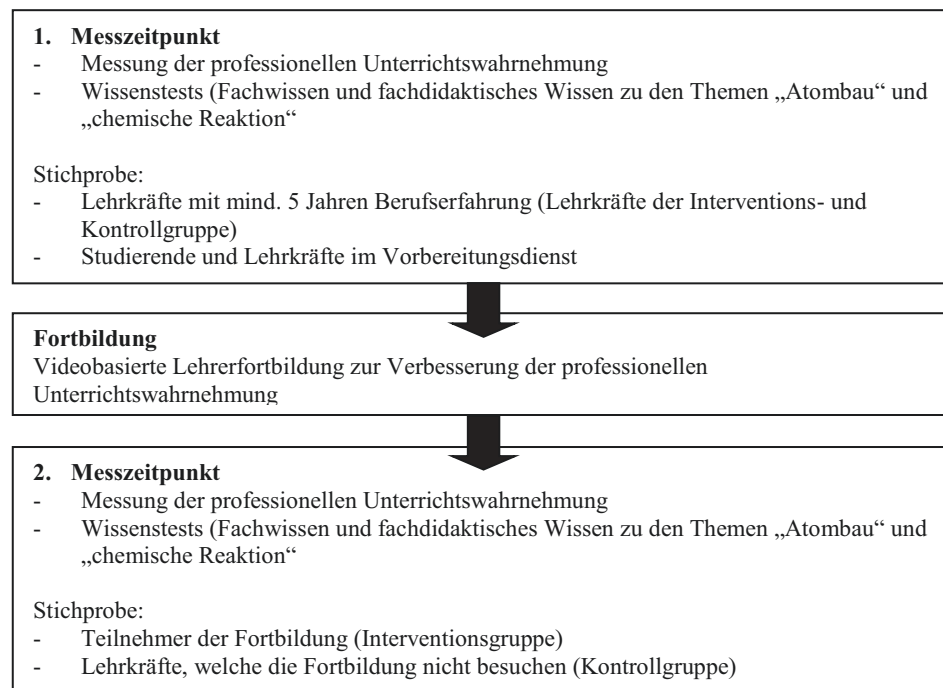 1. Messzeitpunkt
- Messung der professionellen Unterrichtswahrnehmung
- Wissenstests (Fachwissen und fachdidaktisches Wissen zu den Themen „Atombau“ und
„chemische Reaktion“
Stichprobe:
- Lehrkräfte mit mind. 5 Jahren Berufserfahrung (Lehrkräfte der Interventions- und
Kontrollgruppe)
- Studierende und Lehrkräfte im Vorbereitungsdienst
Fortbildung
Videobasierte Lehrerfortbildung zur Verbesserung der professionellen
Unterrichtswahrnehmung
2. Messzeitpunkt
- Messung der professionellen Unterrichtswahrnehmung
- Wissenstests (Fachwissen und fachdidaktisches Wissen zu den Themen „Atombau“ und
„chemische Reaktion“
Stichprobe:
- Teilnehmer der Fortbildung (Interventionsgruppe)
- Lehrkräfte, welche die Fortbildung nicht besuchen (Kontrollgruppe)